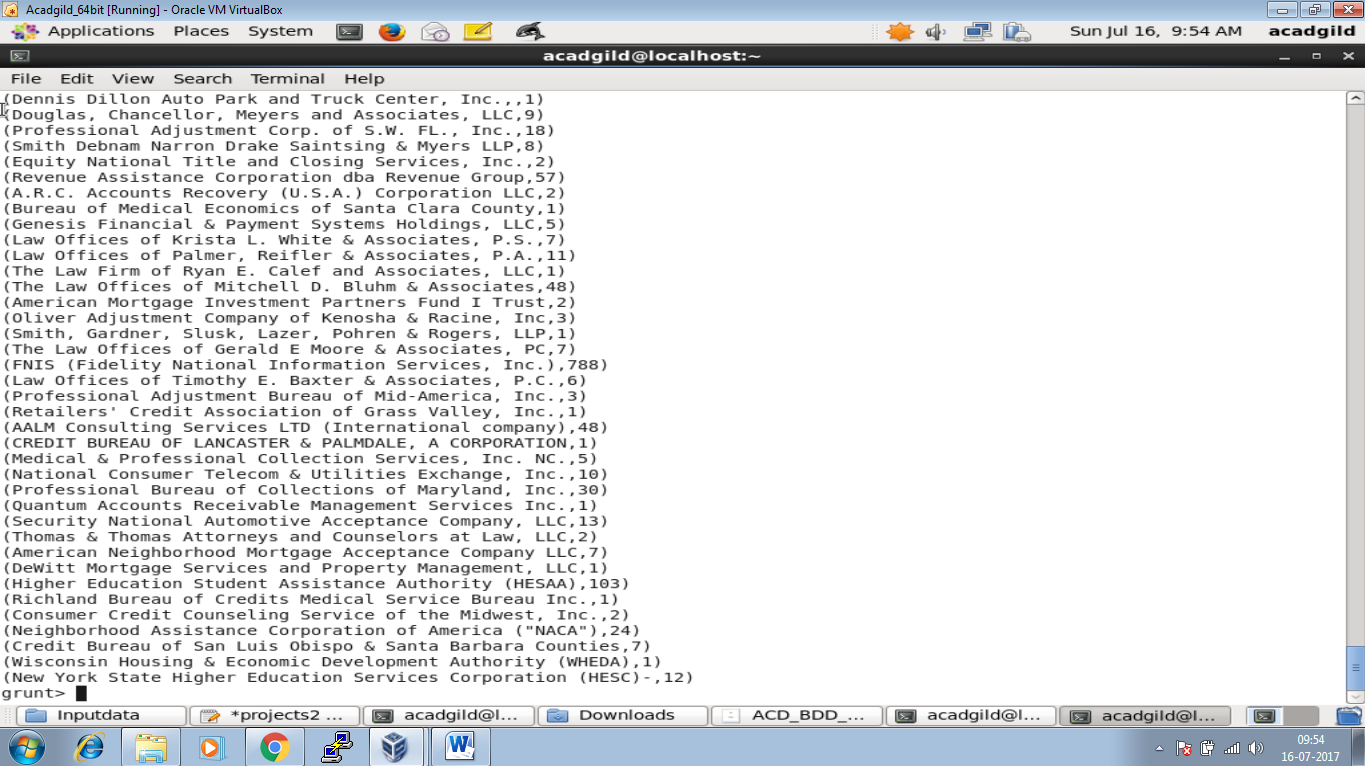 Acadgild_64bit [Running] - Oracle VM VirtualBox
Applications Places System Sun Jul 16, 9:54 AM acadgild
acadgild@localhost:~
File Edit View Search Terminal Help
(Dennis Dillon Auto Park and Truck Center, Inc.,,1)
(Douglas, Chancellor, Meyers and Associates, LLC,9)
(Professional Adjustment Corp. of S.W. FL., Inc.,18)
(Smith Debnam Narron Drake Saintsing & Myers LLP,8)
(Equity National Title and Closing Services, Inc.,2)
(Revenue Assistance Corporation dba Revenue Group,57)
(A.R.C. Accounts Recovery (U.S.A.) Corporation LLC,2)
(Bureau of Medical Economics of Santa Clara County,1)
(Genesis Financial & Payment Systems Holdings, LLC,5)
(Law Offices of Krista L. White & Associates, P.S.,7)
(Law Offices of Palmer, Reifler & Associates, P.A.,11)
(The Law Firm of Ryan E. Calef and Associates, LLC,1)
(The Law Offices of Mitchell D. Bluhm & Associates,48)
(American Mortgage Investment Partners Fund I Trust,2)
(Oliver Adjustment Company of Kenosha & Racine, Inc,3)
(Smith, Gardner, Slusk, Lazer, Pohren & Rogers, LLP,1)
(The Law Offices of Gerald E Moore & Associates, PC,7)
(FNIS (Fidelity National Information Services, Inc.),788)
(Law Offices of Timothy E. Baxter & Associates, P.C.,6)
(Professional Adjustment Bureau of Mid-America, Inc.,3)
(Retailers' Credit Association of Grass Valley, Inc.,1)
(AALM Consulting Services LTD (International company),48)
(CREDIT BUREAU OF LANCASTER & PALMDALE, A CORPORATION,1)
(Medical & Professional Collection Services, Inc. NC.,5)
(National Consumer Telecom & Utilities Exchange, Inc.,10)
(Professional Bureau of Collections of Maryland, Inc.,30)
(Quantum Accounts Receivable Management Services Inc.,1)
(Security National Automotive Acceptance Company, LLC,13)
(Thomas & Thomas Attorneys and Counselors at Law, LLC,2)
(American Neighborhood Mortgage Acceptance Company LLC,7)
(DeWitt Mortgage Services and Property Management, LLC,1)
(Higher Education Student Assistance Authority (HESAA),103)
(Richland Bureau of Credits Medical Service Bureau Inc.,1)
(Consumer Credit Counseling Service of the Midwest, Inc.,2)
(Neighborhood Assistance Corporation of America ("NACA"),24)
(Credit Bureau of San Luis Obispo & Santa Barbara Counties,7)
(Wisconsin Housing & Economic Development Authority (WHEDA),1)
(New York State Higher Education Services Corporation (HESC)-,12)
grunt>
Inputdata *projects2 ... acadgild@l... Downloads ACD_BDD_... acadgild@l... acadgild@l...
09:54
16-07-2017